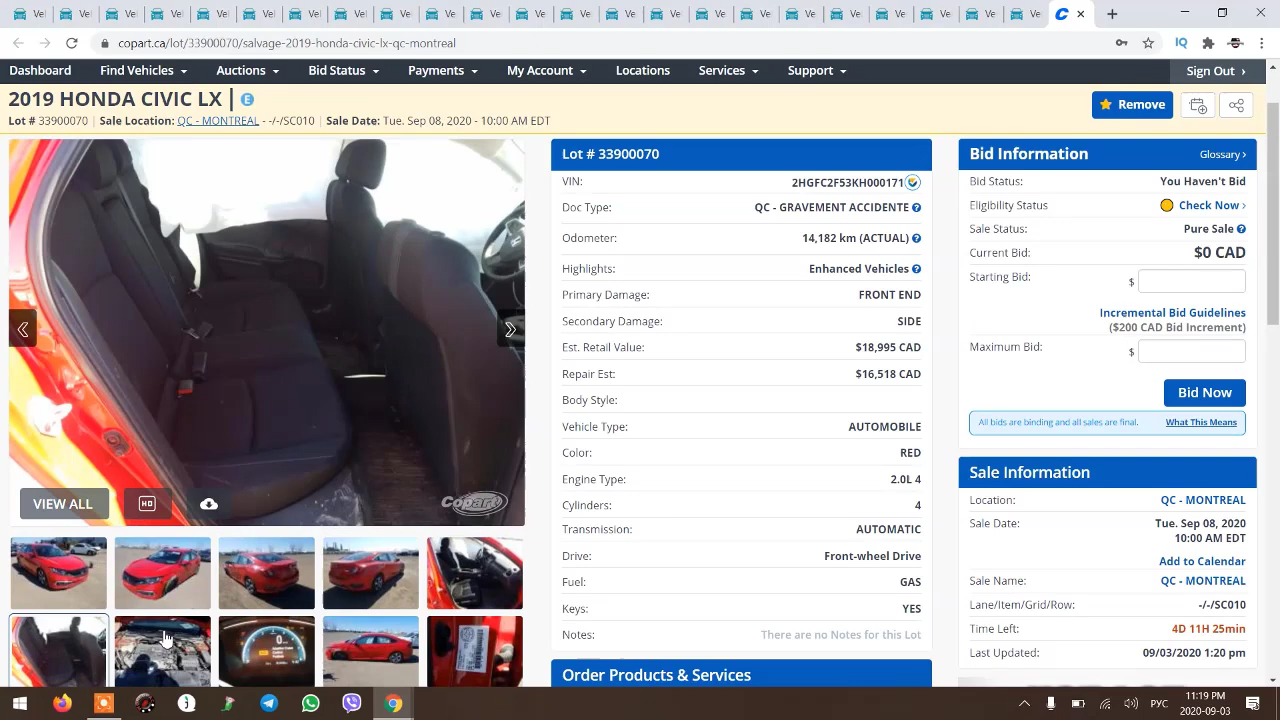 copart.ca/lot/33900070/salvage-2019-honda-civic-lx-qc-montreal
Dashboard Find Vehicles Auctions Bid Status Payments My Account Locations Services Support Sign Out
2019 HONDA CIVIC LX | E
Remove
Lot # 33900070 | Sale Location: QC - MONTREAL - -/-/SC010 | Sale Date: Tue. Sep 08, 2020 - 10:00 AM EDT
VIEW ALL
HD
Copart
Lot # 33900070
VIN: 2HGFC2F53KH000171
Doc Type: QC - GRAVEMENT ACCIDENTE
Odometer: 14,182 km (ACTUAL)
Highlights: Enhanced Vehicles
Primary Damage: FRONT END
Secondary Damage: SIDE
Est. Retail Value: $18,995 CAD
Repair Est: $16,518 CAD
Body Style:
Vehicle Type: AUTOMOBILE
Color: RED
Engine Type: 2.0L 4
Cylinders: 4
Transmission: AUTOMATIC
Drive: Front-wheel Drive
Fuel: GAS
Keys: YES
Notes: There are no Notes for this Lot
Order Products & Services
Bid Information Glossary
Bid Status: You Haven't Bid
Eligibility Status Check Now
Sale Status: Pure Sale
Current Bid: $0 CAD
Starting Bid: $
Incremental Bid Guidelines
($200 CAD Bid Increment)
Maximum Bid: $
Bid Now
All bids are binding and all sales are final. What This Means
Sale Information
Location: QC - MONTREAL
Sale Date: Tue. Sep 08, 2020
10:00 AM EDT
Add to Calendar
Sale Name: QC - MONTREAL
Lane/Item/Grid/Row: -/-/SC010
Time Left: 4D 11H 25min
Last Updated: 09/03/2020 1:20 pm
РУС
11:19 PM
2020-09-03